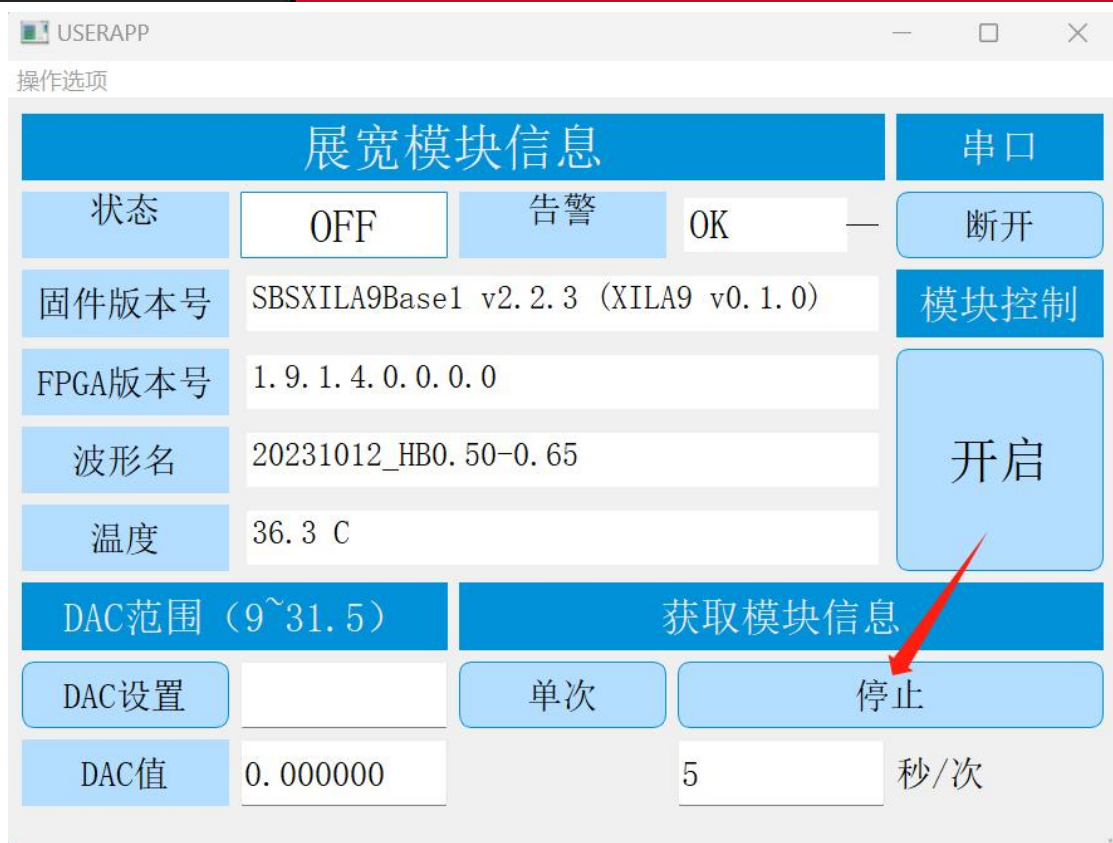 USERAPP
操作选项
展宽模块信息 串口
状态 OFF 告警 OK 断开
固件版本号 SBSXILA9Base1 v2.2.3 (XILA9 v0.1.0) 模块控制
FPGA版本号 1.9.1.4.0.0.0.0
波形名 20231012_HB0.50-0.65 开启
温度 36.3 C
DAC范围（9~31.5） 获取模块信息
DAC设置 单次 停止
DAC值 0.000000 5 秒/次